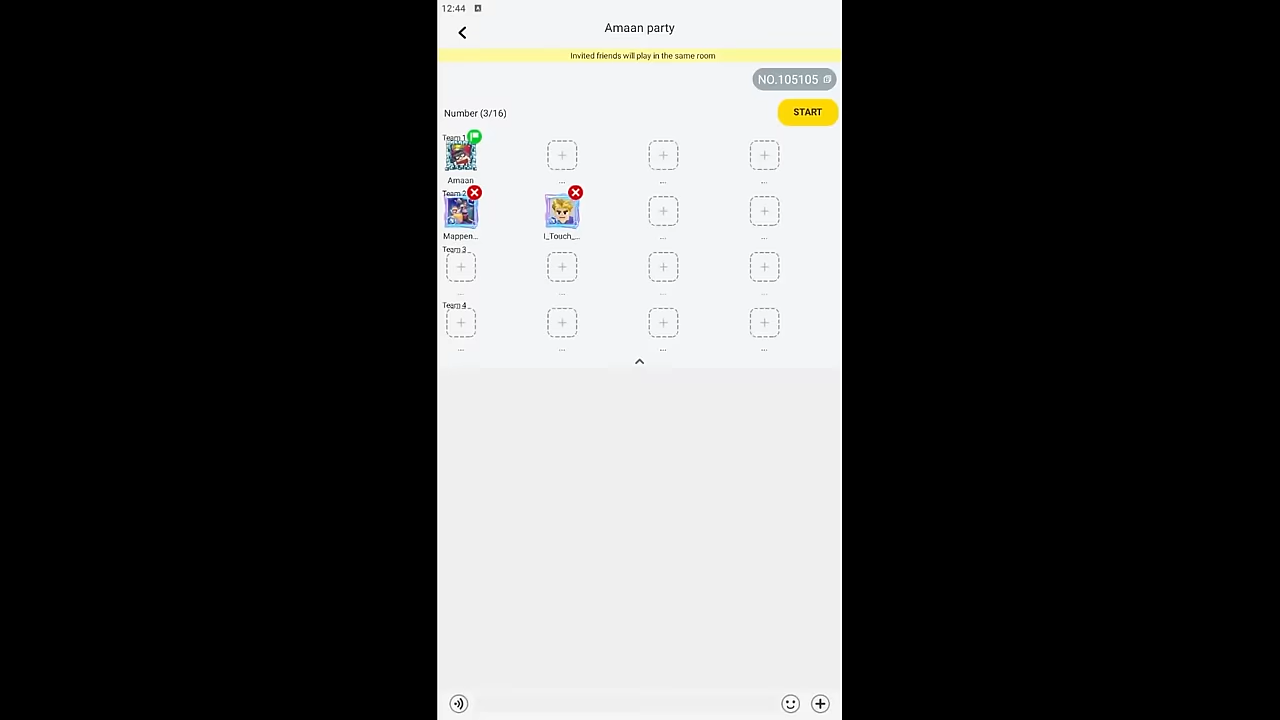 12:44
Amaan party
Invited friends will play in the same room
NO.105105
Number (3/16)
START
Team 1
Amaan
...
...
...
Team 2
Mappen...
I_Touch_...
...
...
Team 3
...
...
...
...
Team 4
...
...
...
...